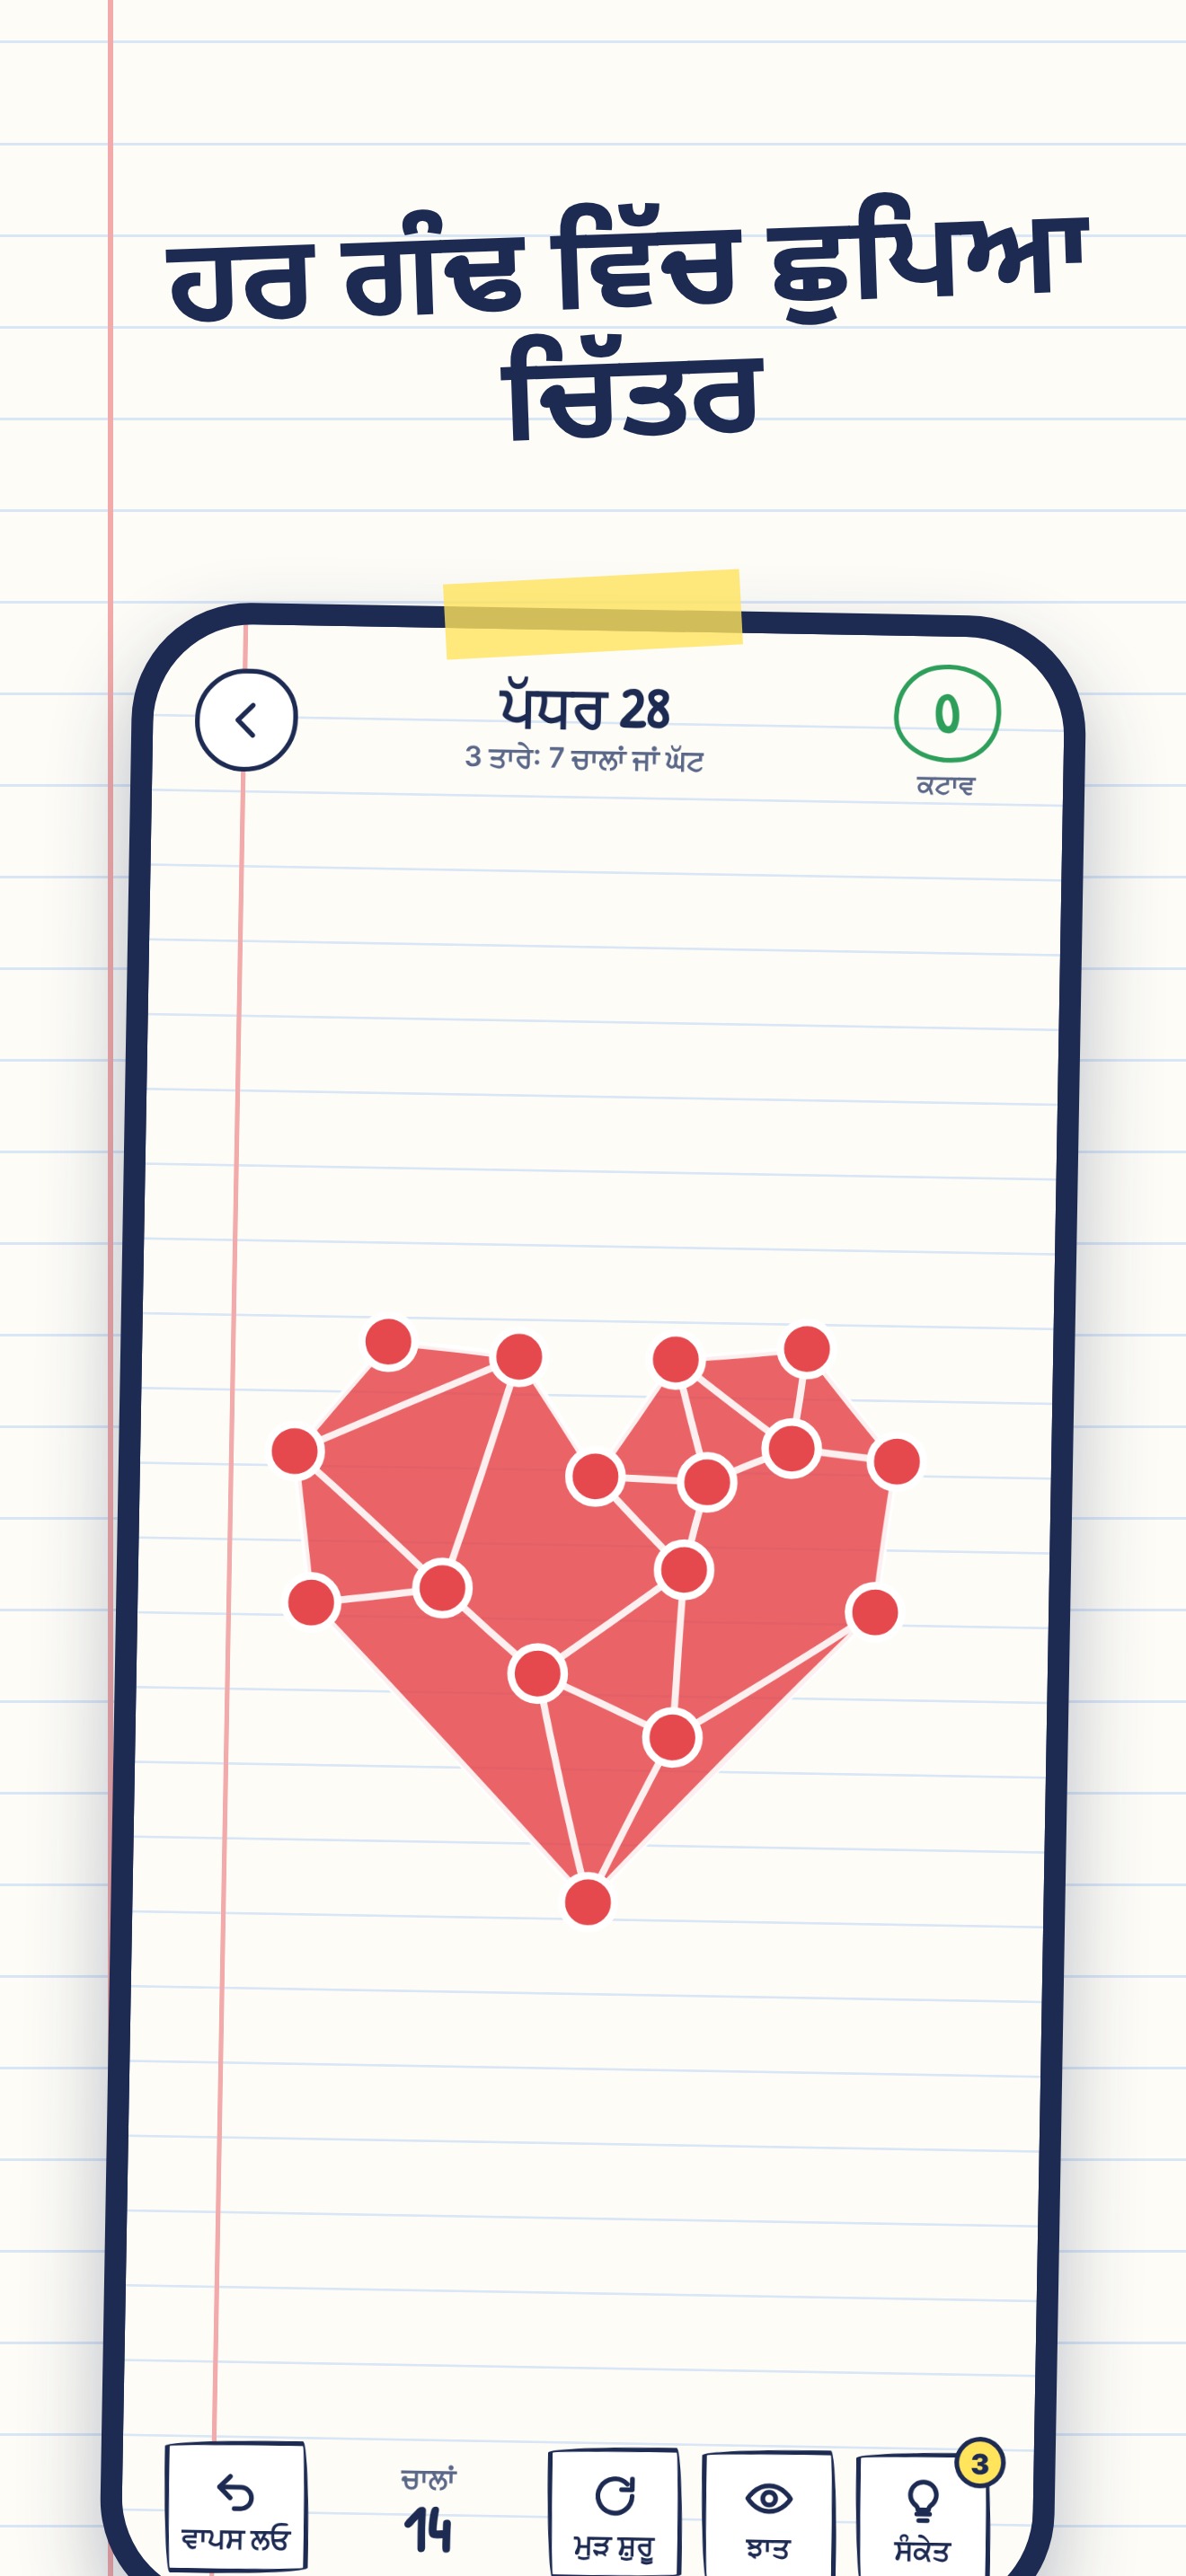 ਹਰ ਗੰਢ ਵਿੱਚ ਛੁਪਿਆ
ਚਿੱਤਰ
ਪੱਧਰ 28
3 ਤਾਰੇ: 7 ਚਾਲਾਂ ਜਾਂ ਘੱਟ
0
ਕਟਾਵ
ਵਾਪਸ ਲਓ
ਚਾਲਾਂ
14
ਮੁੜ ਸ਼ੁਰੂ
ਝਾਤ
3
ਸੰਕੇਤ